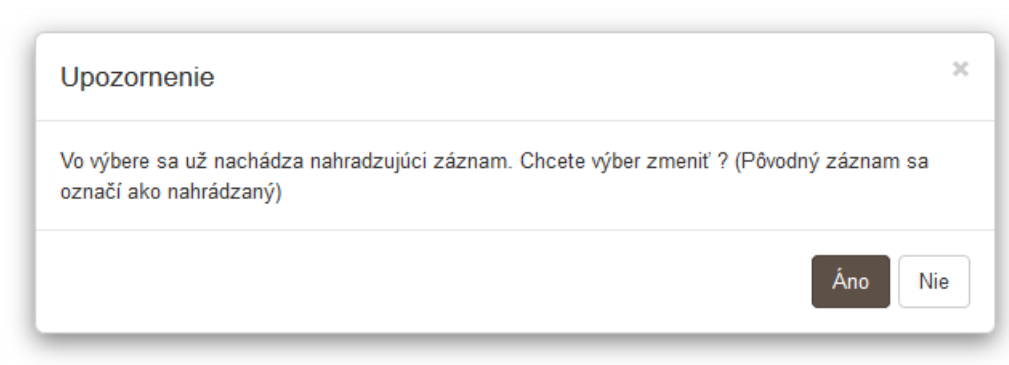 Upozornenie
Vo výbere sa už nachádza nahradzujúci záznam. Chcete výber zmeniť ? (Pôvodný záznam sa
označí ako nahrádzaný)
Áno Nie